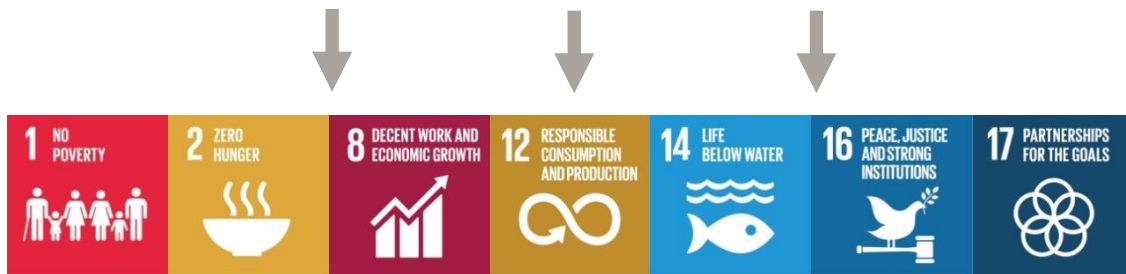 1 NO
POVERTY
2 ZERO
HUNGER
8 DECENT WORK AND
ECONOMIC GROWTH
12 RESPONSIBLE
CONSUMPTION
AND PRODUCTION
14 LIFE
BELOW WATER
16 PEACE, JUSTICE
AND STRONG
INSTITUTIONS
17 PARTNERSHIPS
FOR THE GOALS